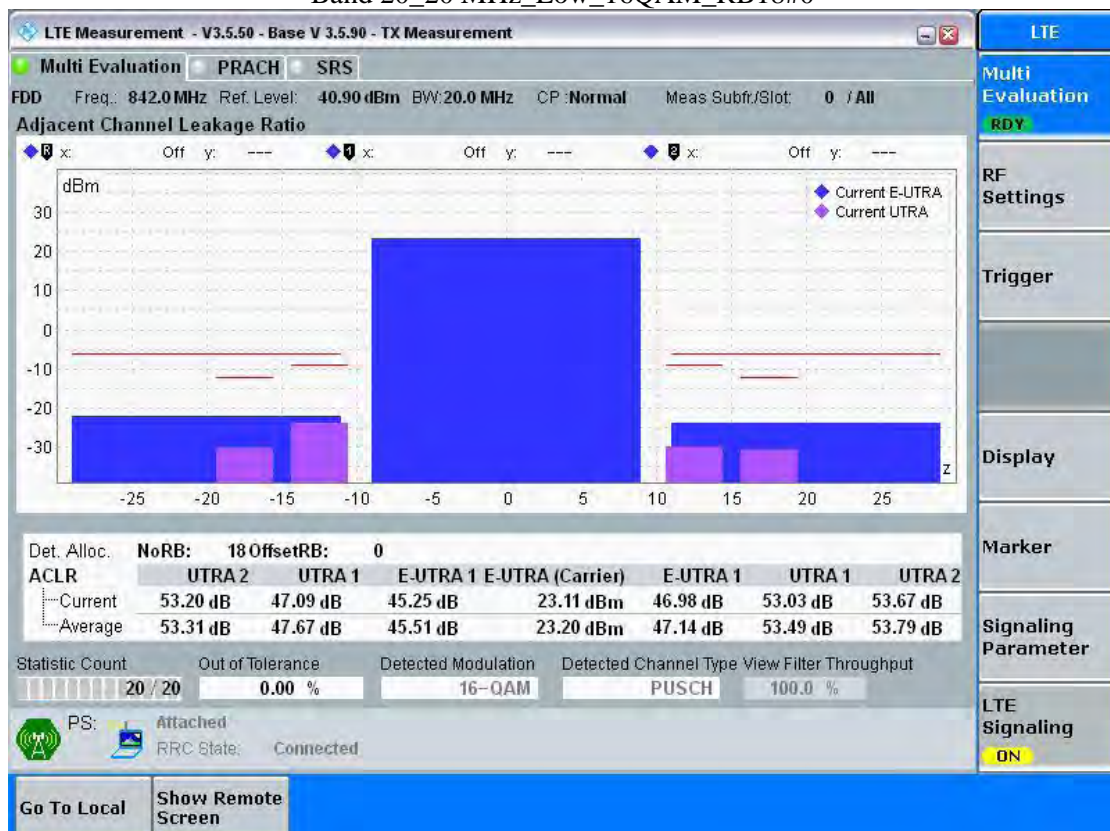 LTE Measurement - V3.5.50 - Base V 3.5.90 - TX Measurement
LTE
Multi Evaluation PRACH SRS
Multi
Evaluation
RDY
FDD Freq.: 842.0 MHz Ref. Level: 40.90 dBm BW: 20.0 MHz CP :Normal Meas Subfr./Slot: 0 / All
Adjacent Channel Leakage Ratio
R x: Off y: --- 1 x: Off y: --- 2 x: Off y: ---
dBm
Current E-UTRA
Current UTRA
30
20
10
0
-10
-20
-30
z
-25 -20 -15 -10 -5 0 5 10 15 20 25
RF
Settings
Trigger
Display
Marker
Signaling
Parameter
LTE
Signaling
ON
Det. Alloc. NoRB: 18 OffsetRB: 0
ACLR UTRA 2 UTRA 1 E-UTRA 1 E-UTRA (Carrier) E-UTRA 1 UTRA 1 UTRA 2
Current 53.20 dB 47.09 dB 45.25 dB 23.11 dBm 46.98 dB 53.03 dB 53.67 dB
Average 53.31 dB 47.67 dB 45.51 dB 23.20 dBm 47.14 dB 53.49 dB 53.79 dB
Statistic Count Out of Tolerance Detected Modulation Detected Channel Type View Filter Throughput
20 / 20 0.00 % 16-QAM PUSCH 100.0 %
PS: Attached
RRC State: Connected
Go To Local
Show Remote
Screen